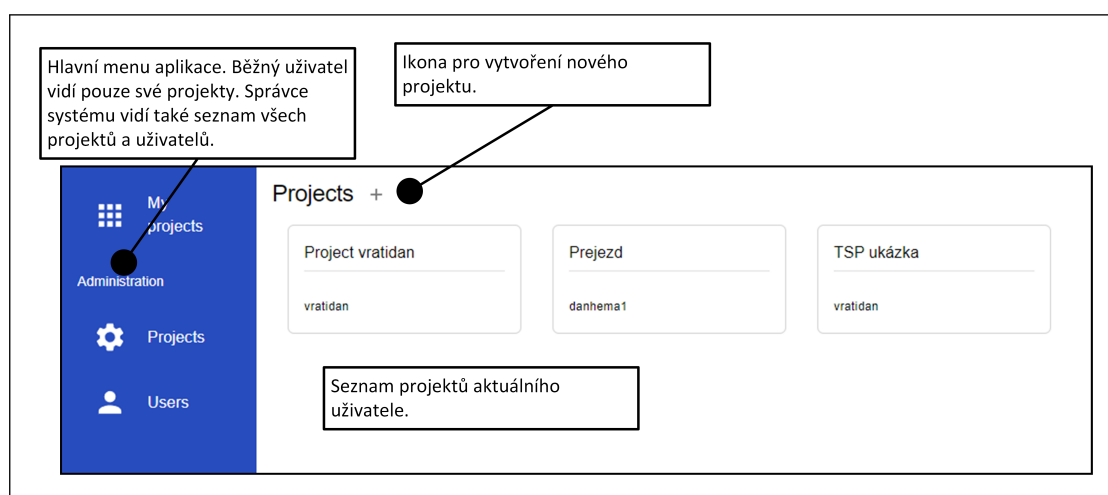 Hlavní menu aplikace. Běžný uživatel
vidí pouze své projekty. Správce
systému vidí také seznam všech
projektů a uživatelů.
Ikona pro vytvoření nového
projektu.
My
projects
Administration
Projects
Users
Projects +
Project vratidan
vratidan
Prejezd
danhema1
TSP ukázka
vratidan
Seznam projektů aktuálního
uživatele.